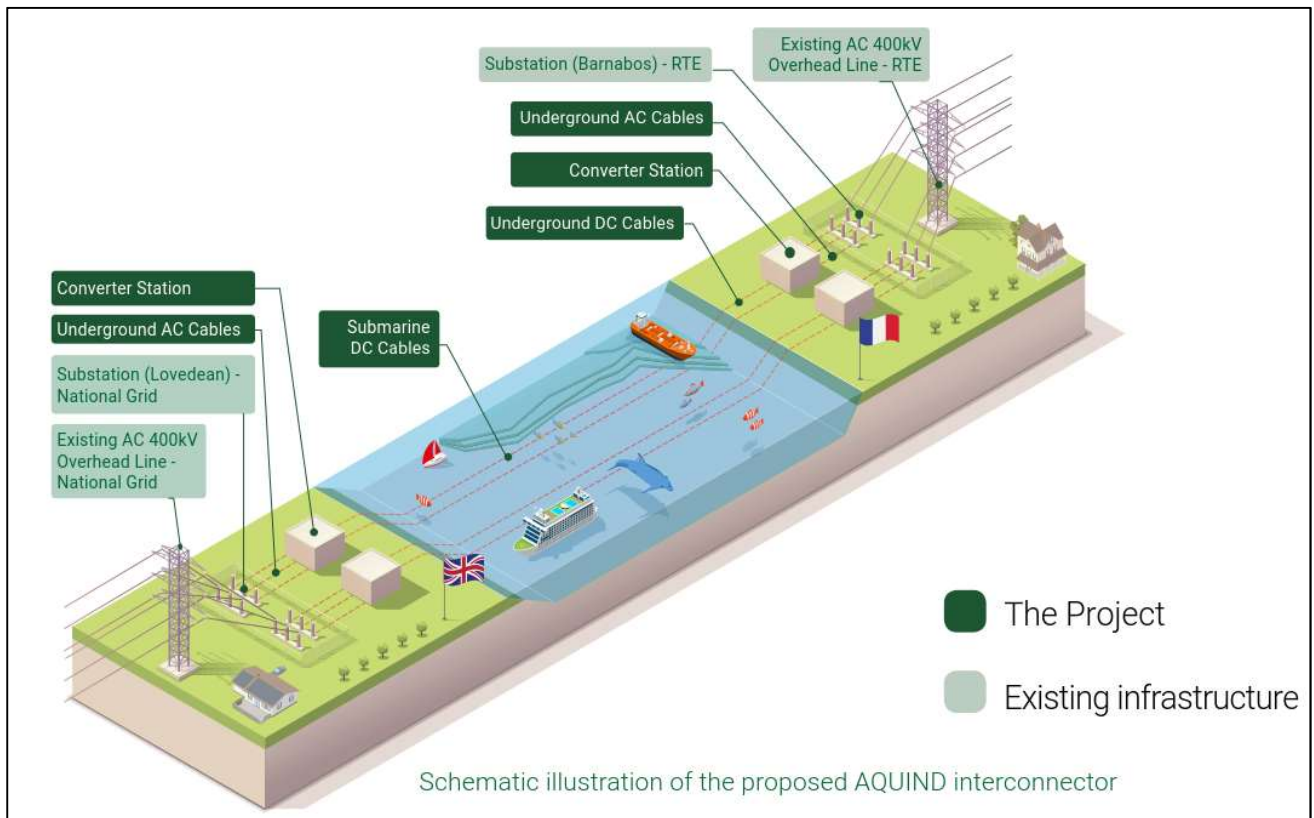 Substation (Barnabos) - RTE
Existing AC 400kV
Overhead Line - RTE
Underground AC Cables
Converter Station
Underground DC Cables
Converter Station
Underground AC Cables
Substation (Lovedean) -
National Grid
Existing AC 400kV
Overhead Line -
National Grid
Submarine
DC Cables
The Project
Existing infrastructure
Schematic illustration of the proposed AQUIND interconnector